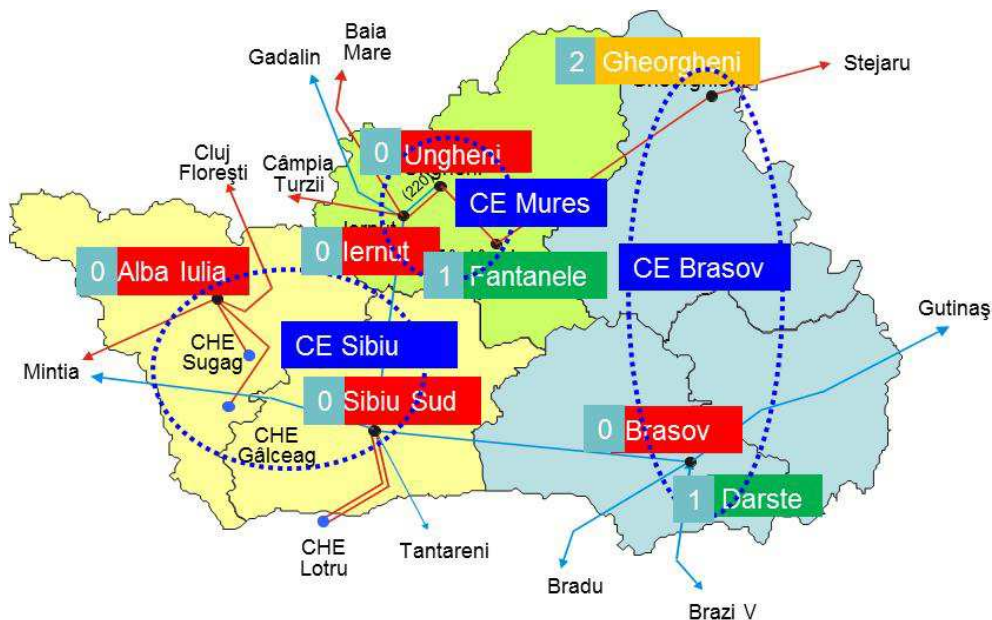 Baia
Mare
Gadalin
2 Gheorgheni
Stejaru
Cluj
Floreşti
0 Ungheni
Câmpia
Turzii
(220)
CE Mures
0 Iernut
0 Alba Iulia
1 Fantanele
CE Brasov
Gutinaş
CHE
Sugag
CE Sibiu
Mintia
0 Sibiu Sud
0 Brasov
CHE
Gâlceag
1 Darste
CHE
Lotru
Tantareni
Bradu
Brazi V